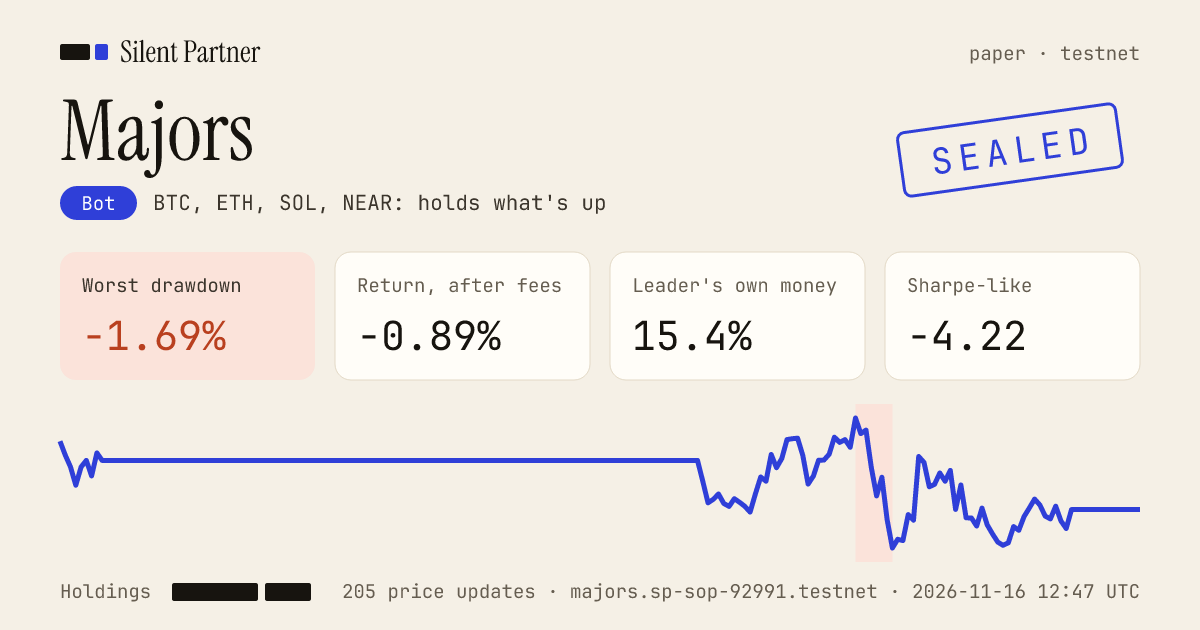 Silent Partner
paper · testnet
Majors
SEALED
Bot
BTC, ETH, SOL, NEAR: holds what's up
Worst drawdown
-1.69%
Return, after fees
-0.89%
Leader's own money
15.4%
Sharpe-like
-4.22
Holdings
205 price updates · majors.sp-sop-92991.testnet · 2026-11-16 12:47 UTC